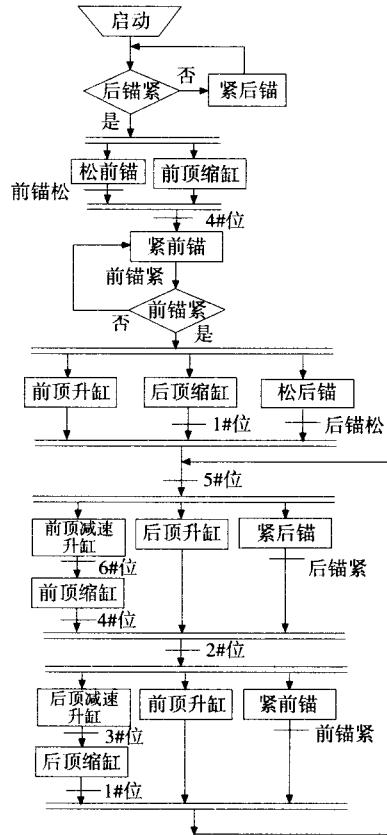 启动
后锚紧
否
紧后锚
是
松前锚
前顶缩缸
前锚松
4#位
紧前锚
前锚紧
前锚紧
否
是
前顶升缸
后顶缩缸
松后锚
1#位
后锚松
5#位
前顶减速
升缸
后顶升缸
紧后锚
6#位
后锚紧
前顶缩缸
4#位
2#位
后顶减速
升缸
前顶升缸
紧前锚
3#位
前锚紧
后顶缩缸
1#位